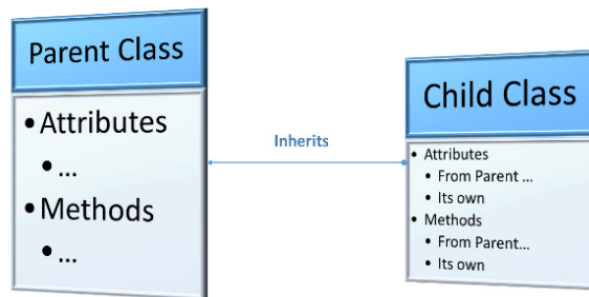 Parent Class
• Attributes
• ...
• Methods
• ...
Inherits
Child Class
• Attributes
• From Parent ...
• Its own
• Methods
• From Parent...
• Its own